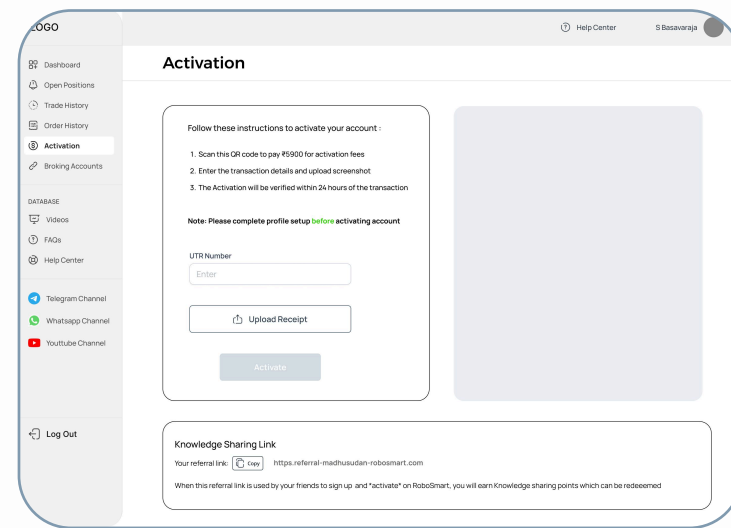 LOGO
Help Center
S Basavaraja
Dashboard
Open Positions
Trade History
Order History
Activation
Broking Accounts
DATABASE
Videos
FAQs
Help Center
Telegram Channel
Whatsapp Channel
Youttube Channel
Log Out
Activation
Follow these instructions to activate your account :
1. Scan this QR code to pay ₹5900 for activation fees
2. Enter the transaction details and upload screenshot
3. The Activation will be verified within 24 hours of the transaction
Note: Please complete profile setup before activating account
UTR Number
Enter
Upload Receipt
Activate
Knowledge Sharing Link
Your referral link: Copy https.referral-madhusudan-robosmart.com
When this referral link is used by your friends to sign up and *activate* on RoboSmart, you will earn Knowledge sharing points which can be redeeemed